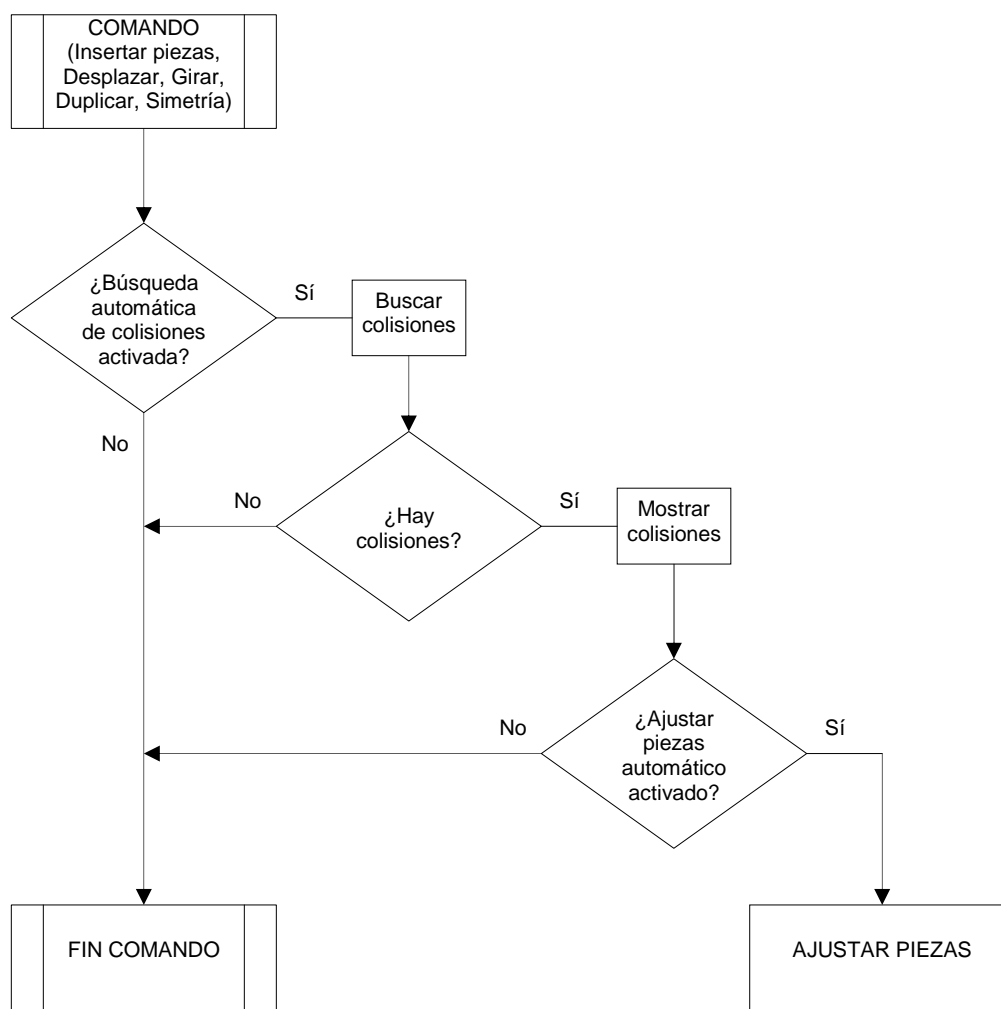 COMANDO
(Insertar piezas,
Desplazar, Girar,
Duplicar, Simetría)
¿Búsqueda
automática
de colisiones
activada?
Sí
Buscar
colisiones
No
¿Hay
colisiones?
No
Sí
Mostrar
colisiones
¿Ajustar
piezas
automático
activado?
No
Sí
FIN COMANDO
AJUSTAR PIEZAS